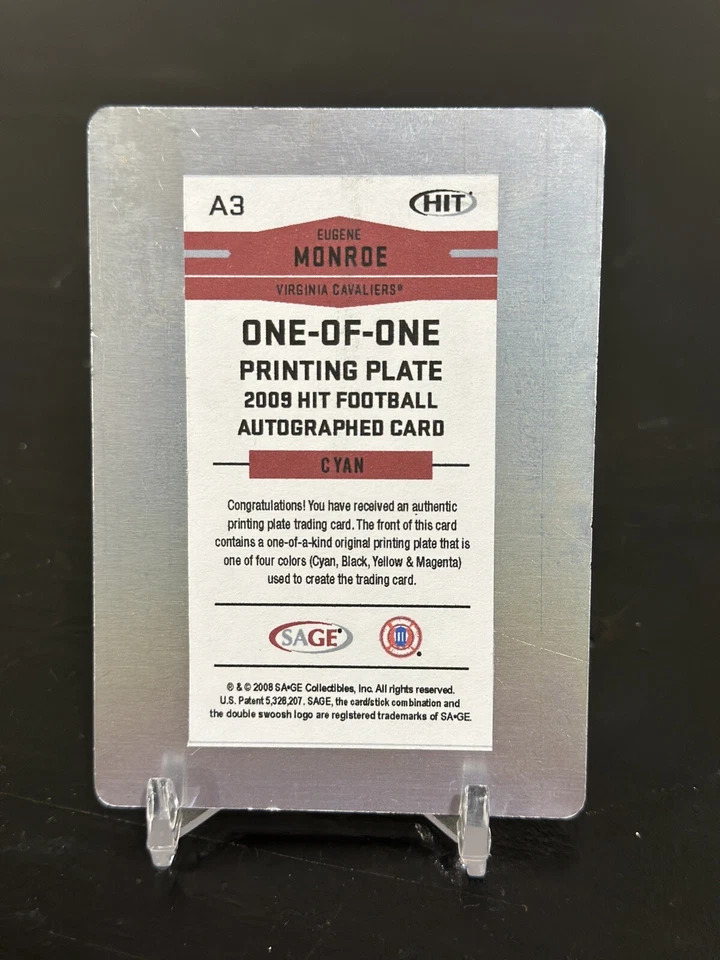 A3
HIT
EUGENE
MONROE
VIRGINIA CAVALIERS®
ONE-OF-ONE
PRINTING PLATE
2009 HIT FOOTBALL
AUTOGRAPHED CARD
CYAN
Congratulations! You have received an authentic
printing plate trading card. The front of this card
contains a one-of-a-kind original printing plate that is
one of four colors (Cyan, Black, Yellow & Magenta)
used to create the trading card.
SAGE
® & © 2008 SA•GE Collectibles, Inc. All rights reserved.
U.S. Patent 5,328,207. SAGE, the card/stick combination and
the double swoosh logo are registered trademarks of SA•GE.